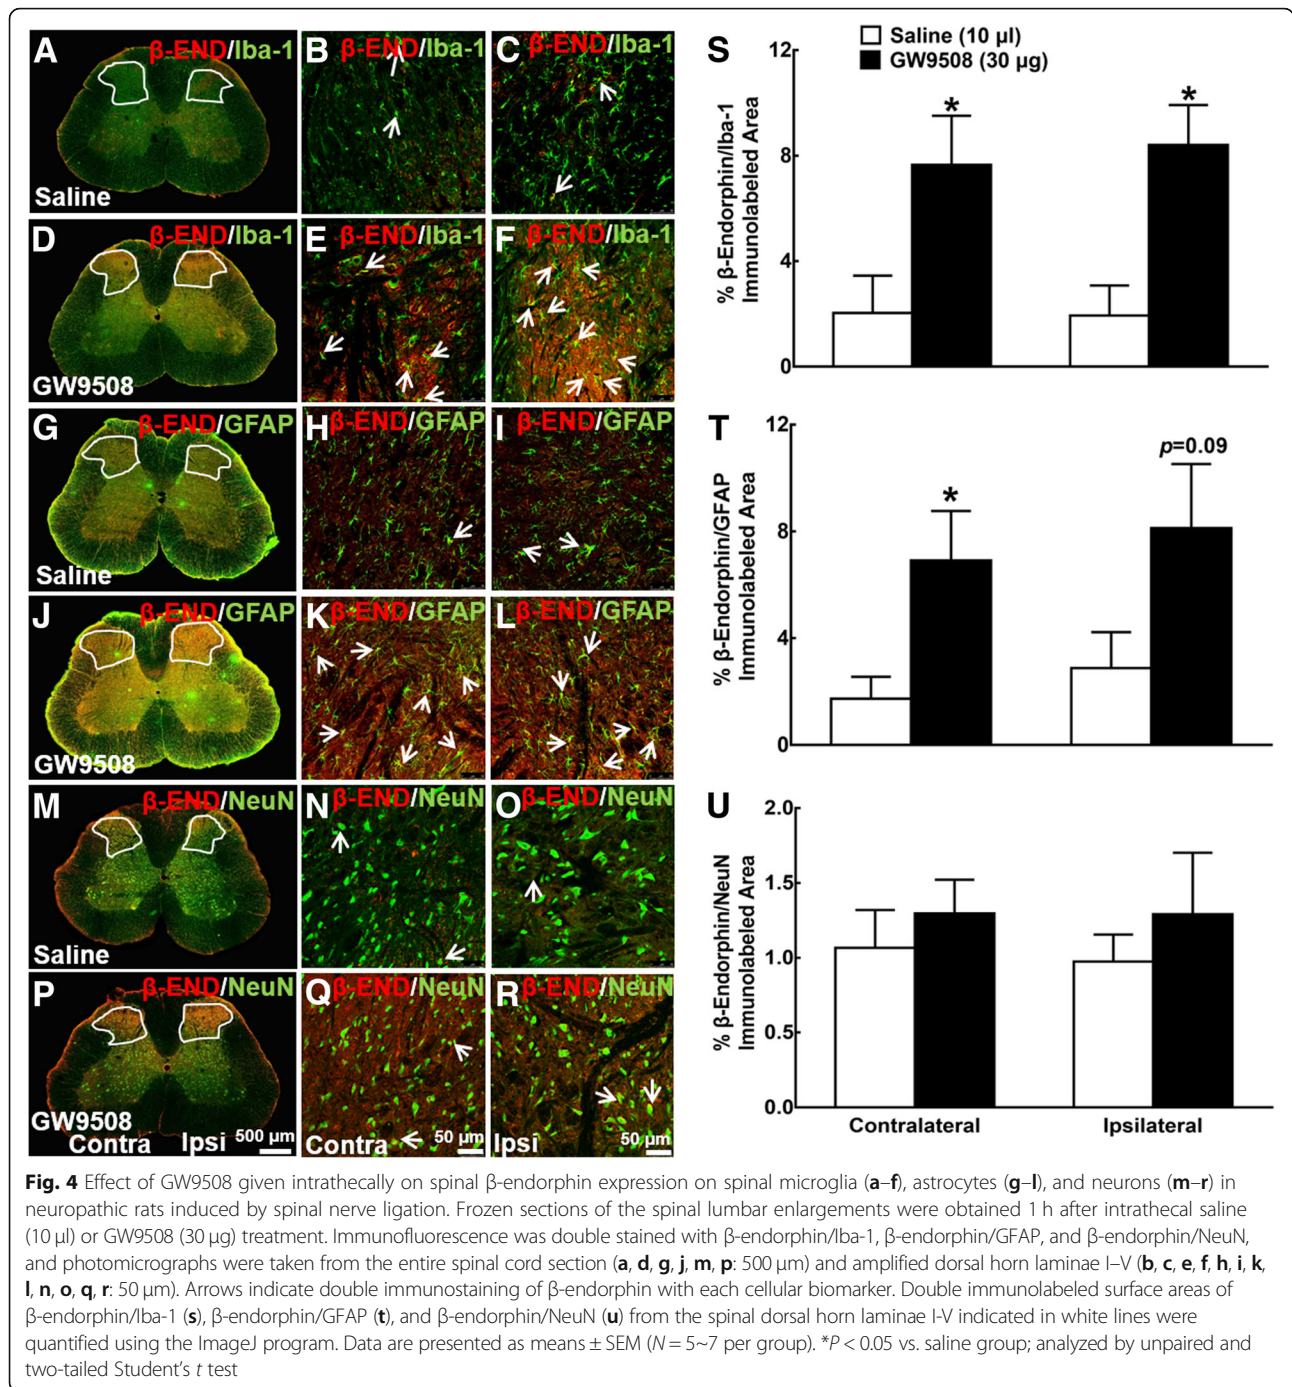 A β-END/Iba-1 Saline
B β-END/Iba-1
C β-END/Iba-1
D β-END/Iba-1 GW9508
E β-END/Iba-1
F β-END/Iba-1
G β-END/GFAP Saline
H β-END/GFAP
I β-END/GFAP
J β-END/GFAP GW9508
K β-END/GFAP
L β-END/GFAP
M β-END/NeuN Saline
N β-END/NeuN
O β-END/NeuN
P β-END/NeuN GW9508
Contra Ipsi 500 µm
Q β-END/NeuN
Contra 50 µm
R β-END/NeuN
Ipsi 50 µm
S
Saline (10 µl)
GW9508 (30 µg)
% β-Endorphin/Iba-1
Immunolabeled Area
12
8
4
0
* *
T
% β-Endorphin/GFAP
Immunolabeled Area
12
8
4
0
* p=0.09
U
% β-Endorphin/NeuN
Immunolabeled Area
2.0
1.5
1.0
0.5
0.0
Contralateral Ipsilateral
Fig. 4 Effect of GW9508 given intrathecally on spinal β-endorphin expression on spinal microglia (a–f), astrocytes (g–l), and neurons (m–r) in
neuropathic rats induced by spinal nerve ligation. Frozen sections of the spinal lumbar enlargements were obtained 1 h after intrathecal saline
(10 µl) or GW9508 (30 µg) treatment. Immunofluorescence was double stained with β-endorphin/Iba-1, β-endorphin/GFAP, and β-endorphin/NeuN,
and photomicrographs were taken from the entire spinal cord section (a, d, g, j, m, p: 500 µm) and amplified dorsal horn laminae I–V (b, c, e, f, h, i, k,
l, n, o, q, r: 50 µm). Arrows indicate double immunostaining of β-endorphin with each cellular biomarker. Double immunolabeled surface areas of
β-endorphin/Iba-1 (s), β-endorphin/GFAP (t), and β-endorphin/NeuN (u) from the spinal dorsal horn laminae I-V indicated in white lines were
quantified using the ImageJ program. Data are presented as means ± SEM (N = 5~7 per group). *P < 0.05 vs. saline group; analyzed by unpaired and
two-tailed Student's t test